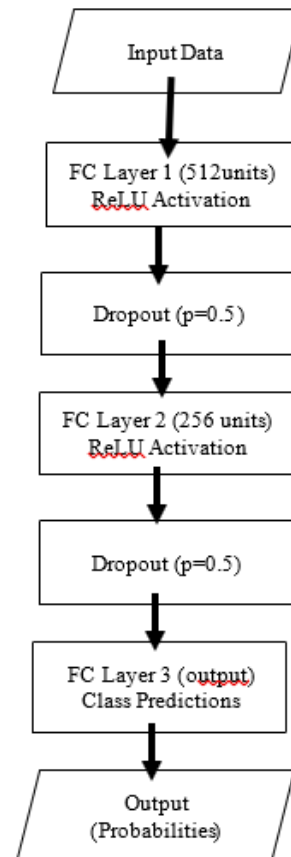 Input Data
FC Layer 1 (512units)
ReLU Activation
Dropout (p=0.5)
FC Layer 2 (256 units)
ReLU Activation
Dropout (p=0.5)
FC Layer 3 (output)
Class Predictions
Output
(Probabilities)